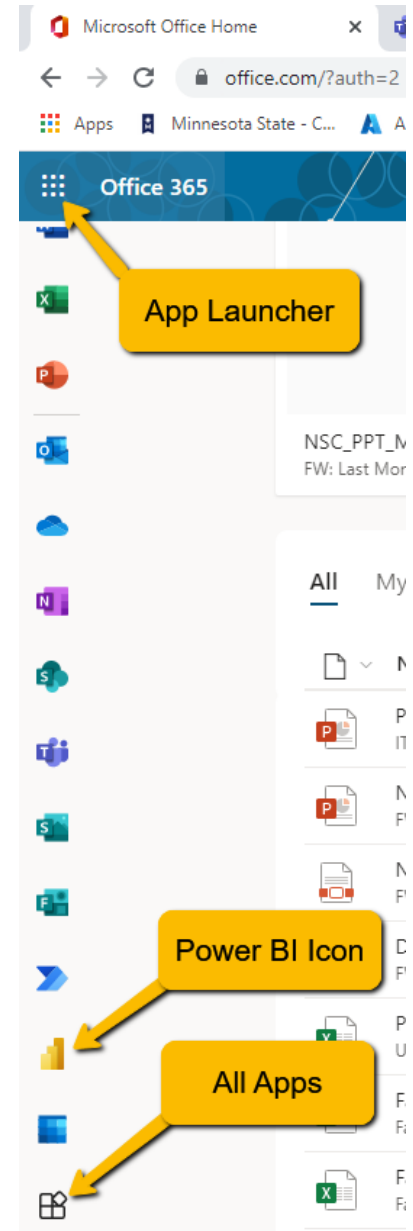 Microsoft Office Home
office.com/?auth=2
Apps Minnesota State - C... A
Office 365
App Launcher
NSC_PPT_M
FW: Last Mor
All My
Power BI Icon
All Apps